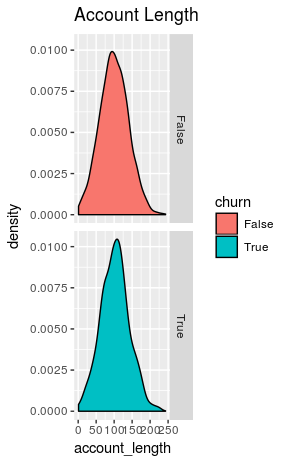 Account Length
0.0100
0.0075
0.0050
0.0025
0.0000
False
0.0100
0.0075
0.0050
0.0025
0.0000
True
density
0 50 100 150 200 250
account_length
churn
False
True